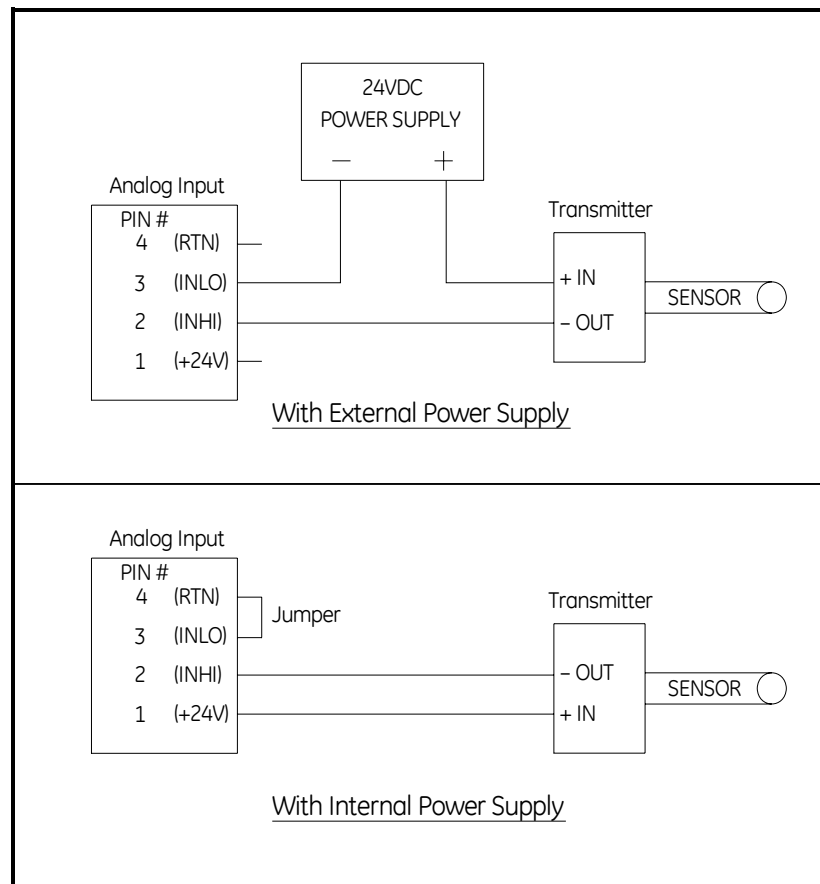 24VDC
POWER SUPPLY
— +
Analog Input
PIN #
4 (RTN)
3 (INLO)
2 (INHI)
1 (+24V)
Transmitter
+ IN
– OUT
SENSOR
With External Power Supply
Analog Input
PIN #
4 (RTN)
3 (INLO)
2 (INHI)
1 (+24V)
Jumper
Transmitter
– OUT
+ IN
SENSOR
With Internal Power Supply